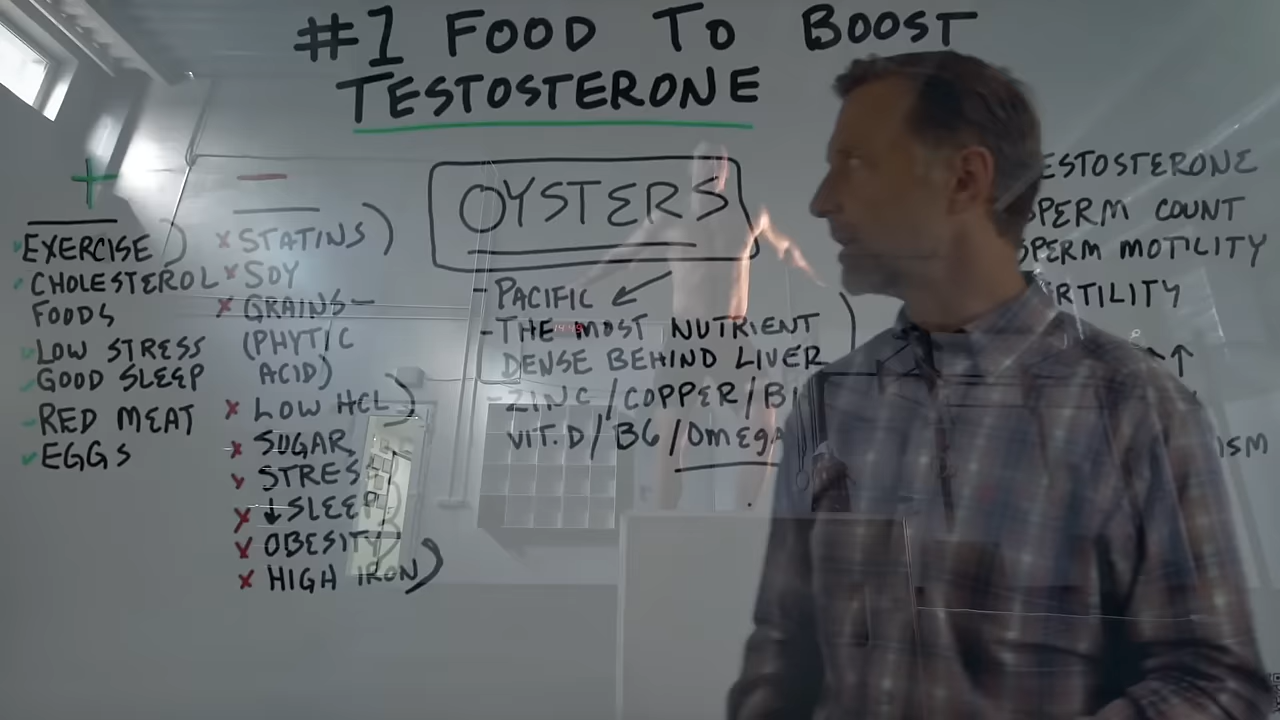 #1 FOOD TO BOOST
TESTOSTERONE
+
EXERCISE)
CHOLESTEROL
FOODS
LOW STRESS
GOOD SLEEP
RED MEAT
EGGS
−
x STATINS)
x SOY
x GRAINS-
(PHYTIC
ACID)
x LOW HCL)
x SUGAR
x STRES
x ↓SLEEP
x OBESITY
x HIGH IRON)
OYSTERS
- PACIFIC
- THE MOST NUTRIENT
DENSE BEHIND LIVER
- ZINC/COPPER/B1
VIT.D/B6/OMEGA
ESTOSTERONE
SPERM COUNT
SPERM MOTILITY
RTILITY
↑
ISM